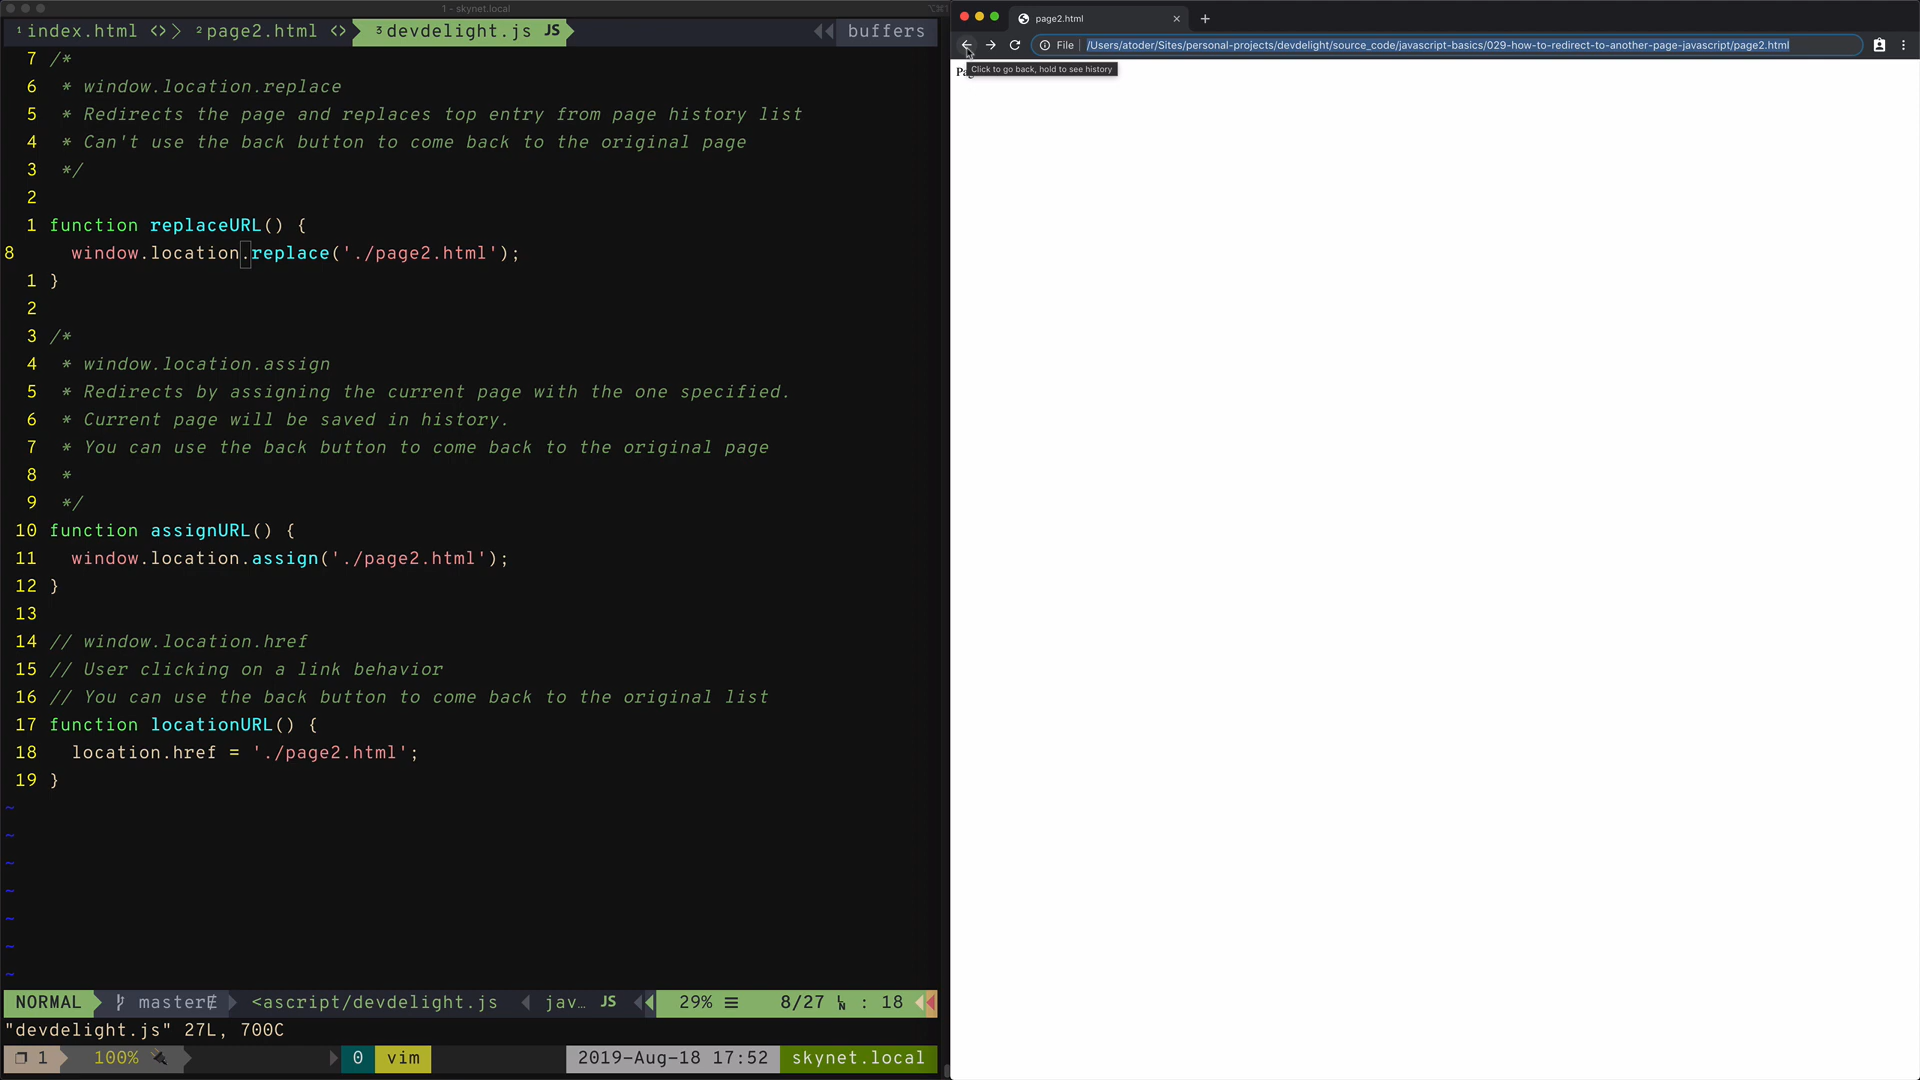 1 - skynet.local
1 index.html <> 2 page2.html <> 3 devdelight.js JS buffers
7 /*
6  * window.location.replace
5  * Redirects the page and replaces top entry from page history list
4  * Can't use the back button to come back to the original page
3  */
2
1 function replaceURL() {
8 window.location.replace('./page2.html');
1 }
2
3 /*
4  * window.location.assign
5  * Redirects by assigning the current page with the one specified.
6  * Current page will be saved in history.
7  * You can use the back button to come back to the original page
8  *
9  */
10 function assignURL() {
11 window.location.assign('./page2.html');
12 }
13
14 // window.location.href
15 // User clicking on a link behavior
16 // You can use the back button to come back to the original list
17 function locationURL() {
18 location.href = './page2.html';
19 }
~
~
~
~
~
~
~
NORMAL master <ascript/devdelight.js jav… JS 29% ☰ 8/27 : 18
"devdelight.js" 27L, 700C
1 100% 0 vim 2019-Aug-18 17:52 skynet.local
page2.html
File /Users/atoder/Sites/personal-projects/devdelight/source_code/javascript-basics/029-how-to-redirect-to-another-page-javascript/page2.html
Click to go back, hold to see history